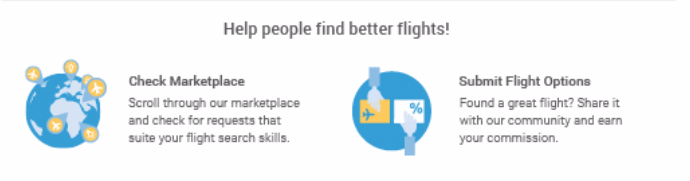 Help people find better flights!
Check Marketplace
Scroll through our marketplace
and check for requests that
suite your flight search skills.
%
Submit Flight Options
Found a great flight? Share it
with our community and earn
your commission.